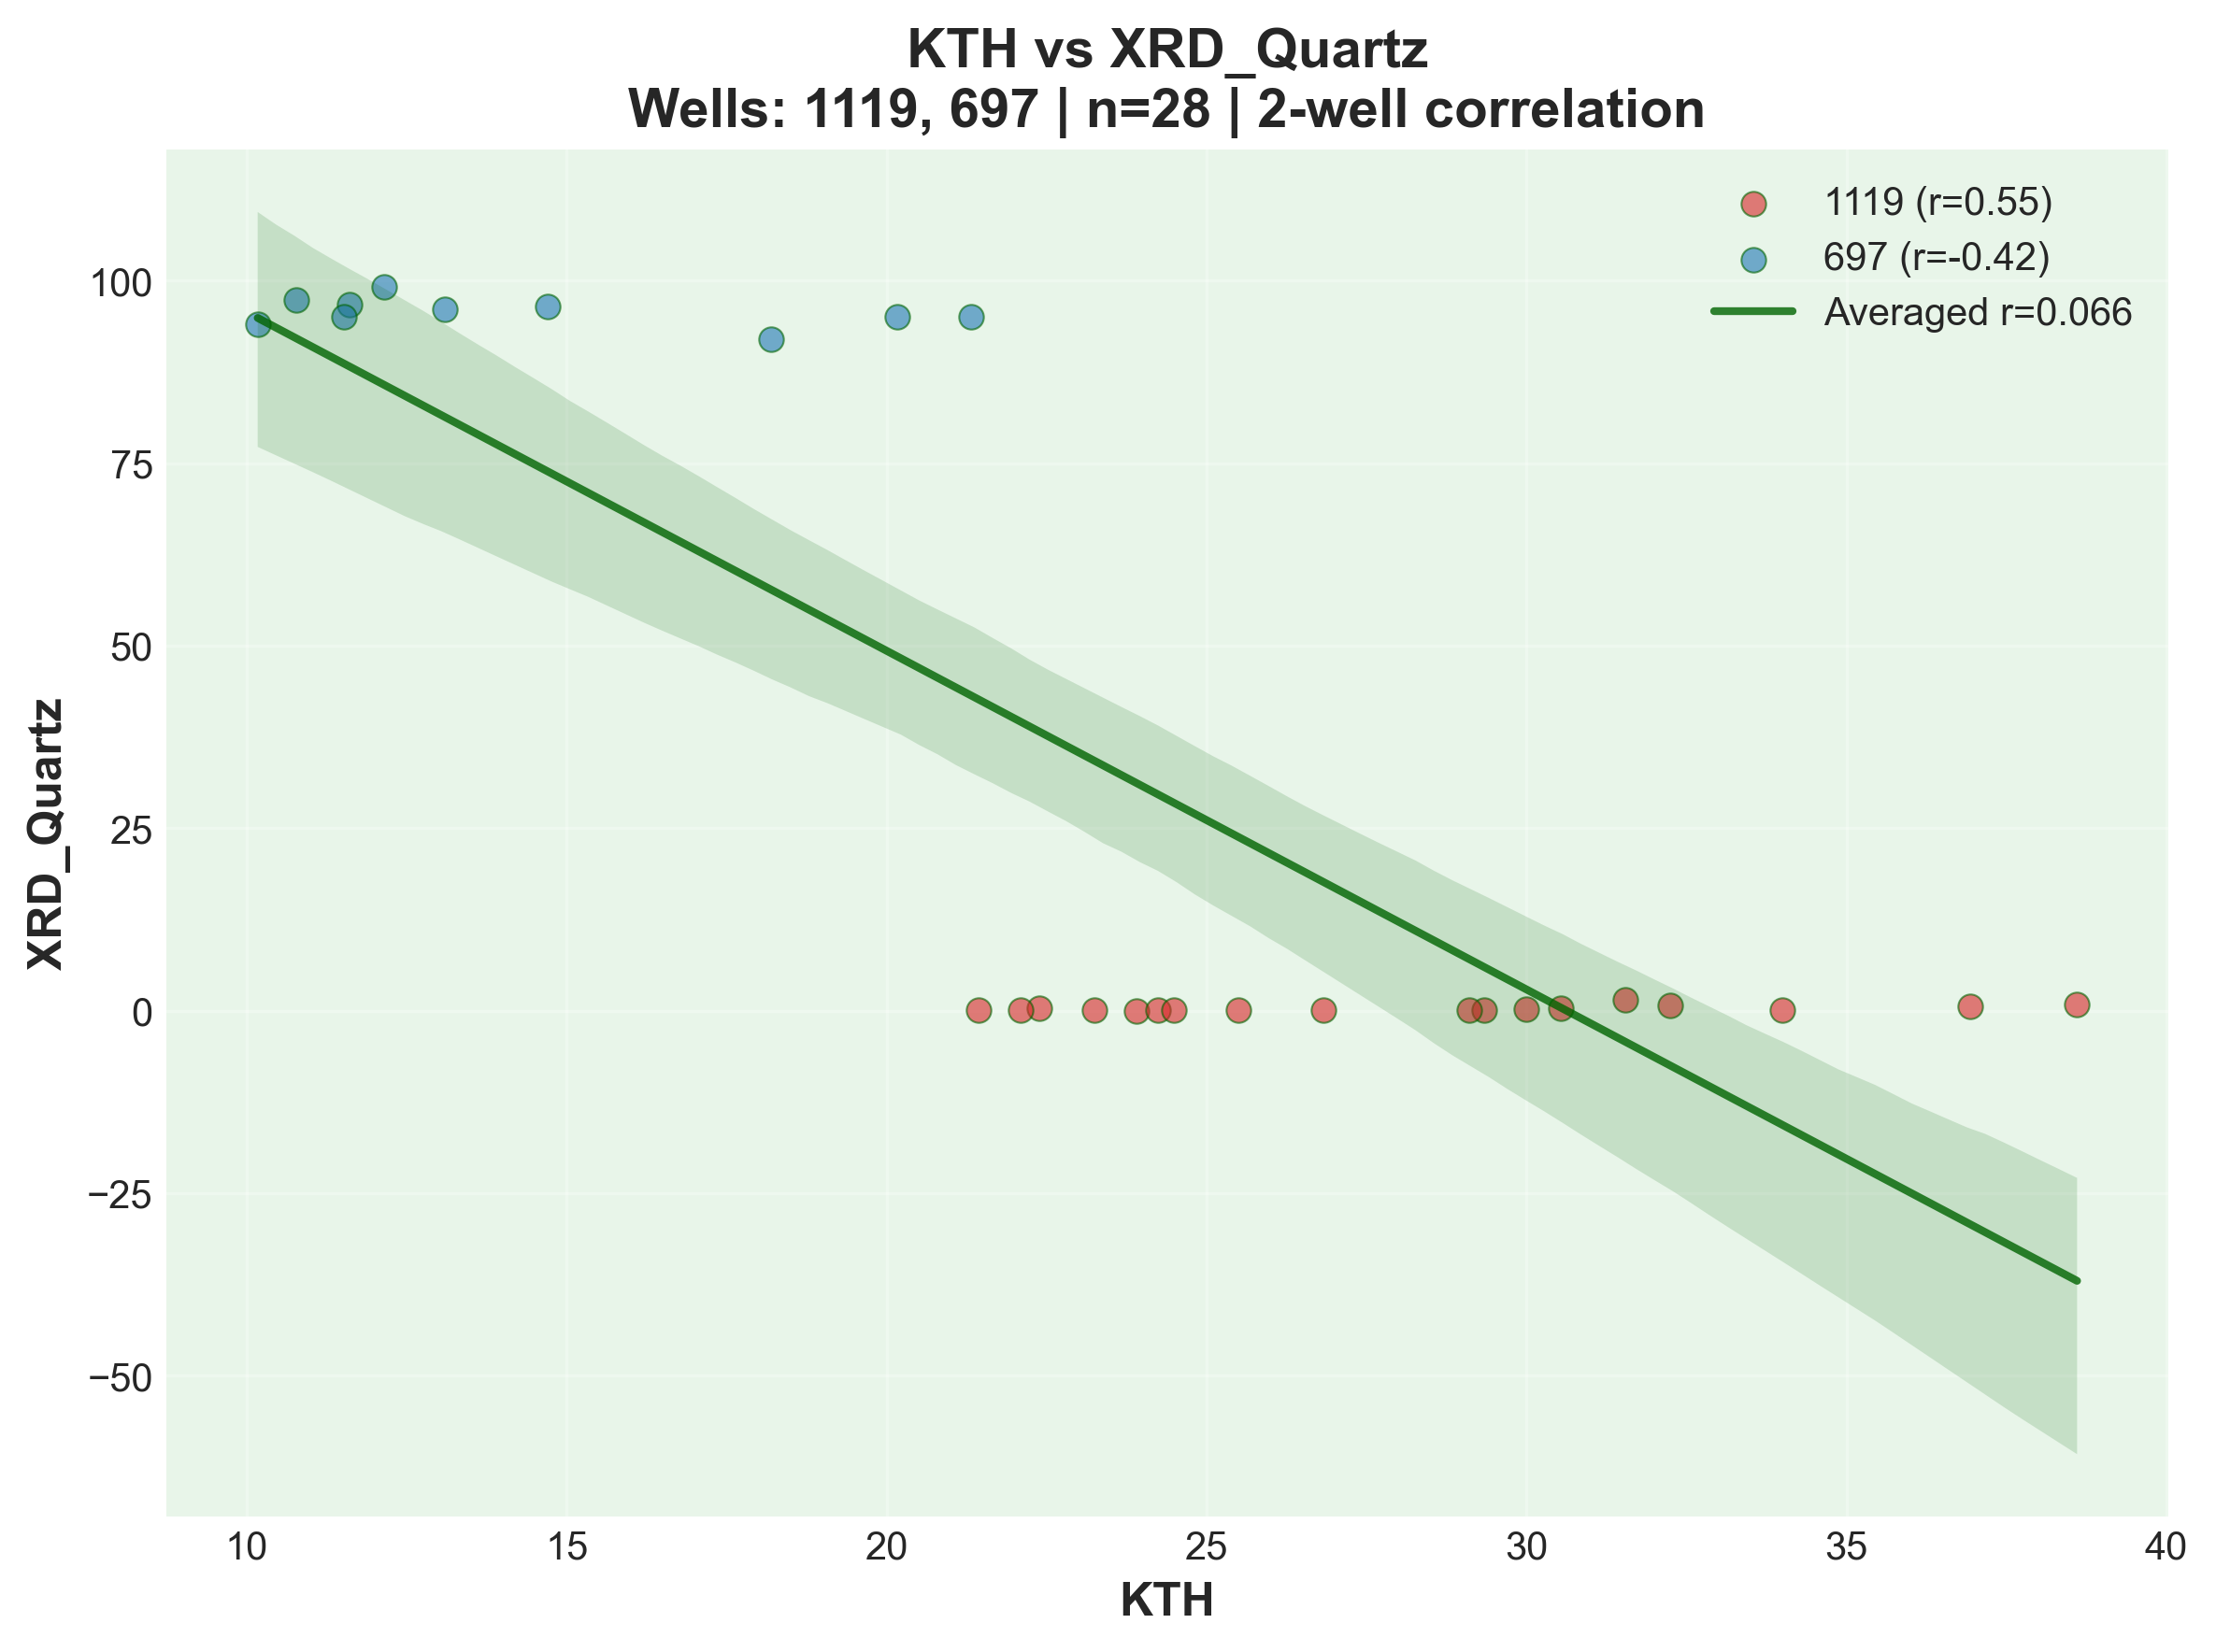 KTH vs XRD_Quartz
Wells: 1119, 697 | n=28 | 2-well correlation
1119 (r=0.55)
697 (r=-0.42)
Averaged r=0.066
XRD_Quartz
100
75
50
25
0
−25
−50
10 15 20 25 30 35 40
KTH